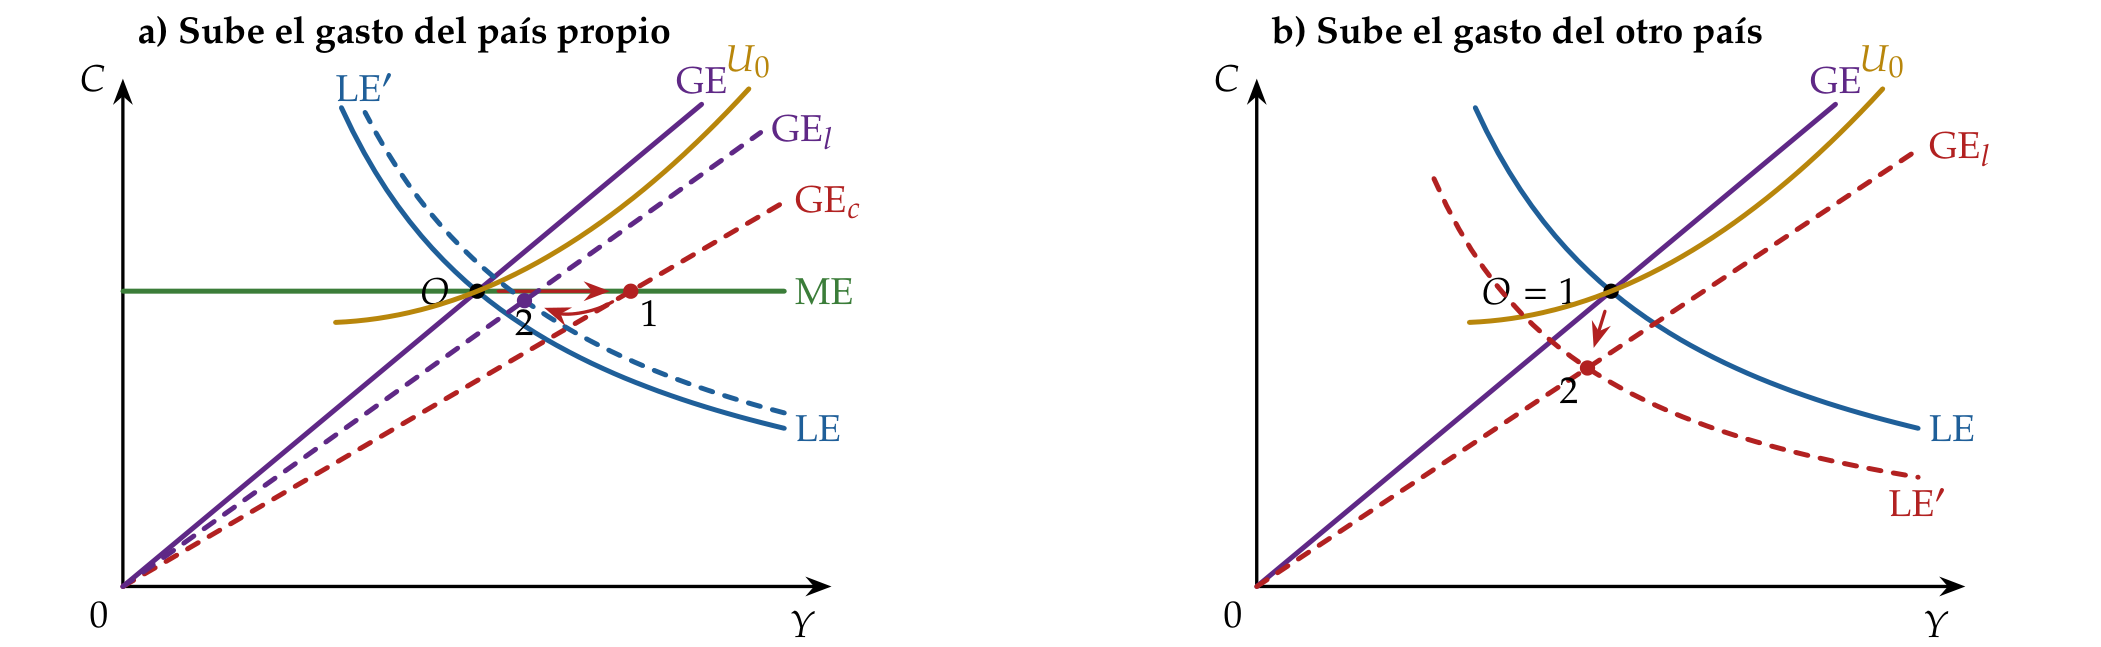 a) Sube el gasto del país propio
C
LE′
GE
U0
GEl
GEc
O
ME
1
2
LE
0
Y
b) Sube el gasto del otro país
C
GE
U0
GEl
O = 1
2
LE
LE′
0
Y